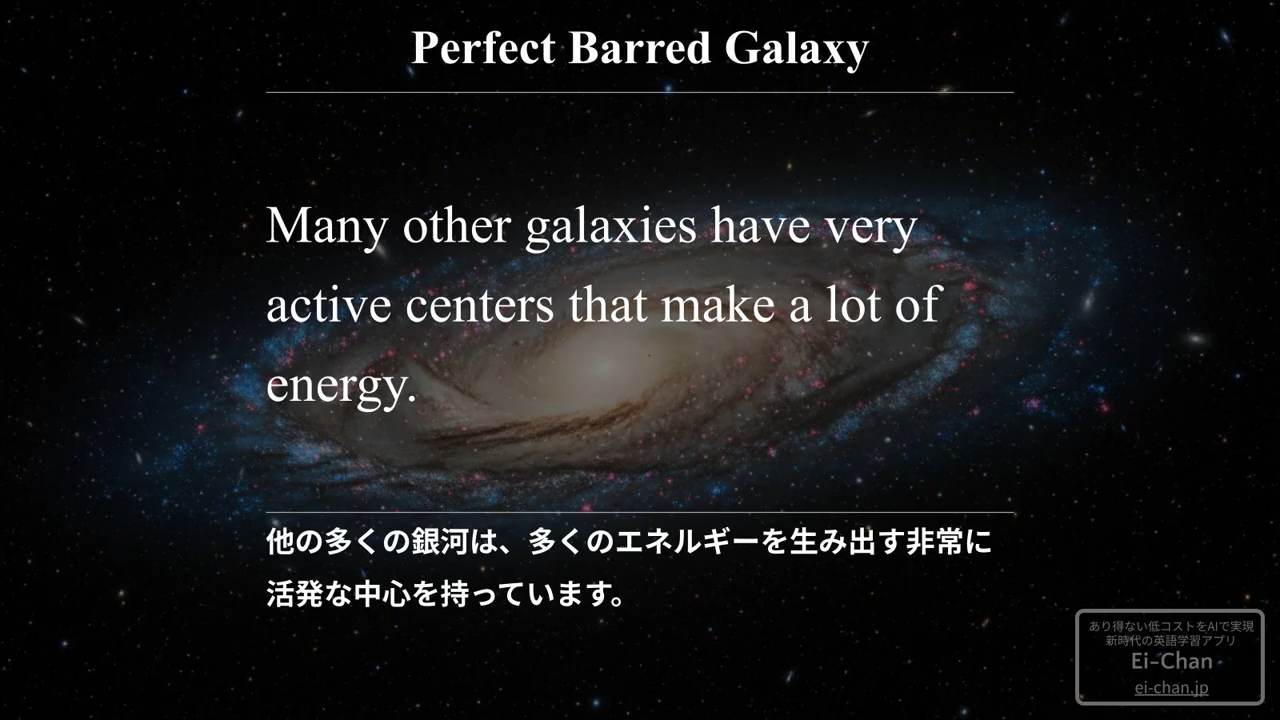 Perfect Barred Galaxy
Many other galaxies have very
active centers that make a lot of
energy.
他の多くの銀河は、多くのエネルギーを生み出す非常に
活発な中心を持っています。
あり得ない低コストをAIで実現
新時代の英語学習アプリ
Ei-Chan
ei-chan.jp